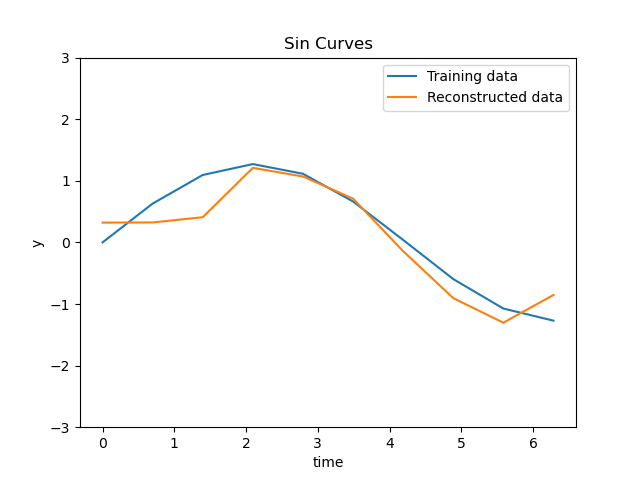 Sin Curves
Training data
Reconstructed data
3
2
1
0
−1
−2
−3
y
0 1 2 3 4 5 6
time